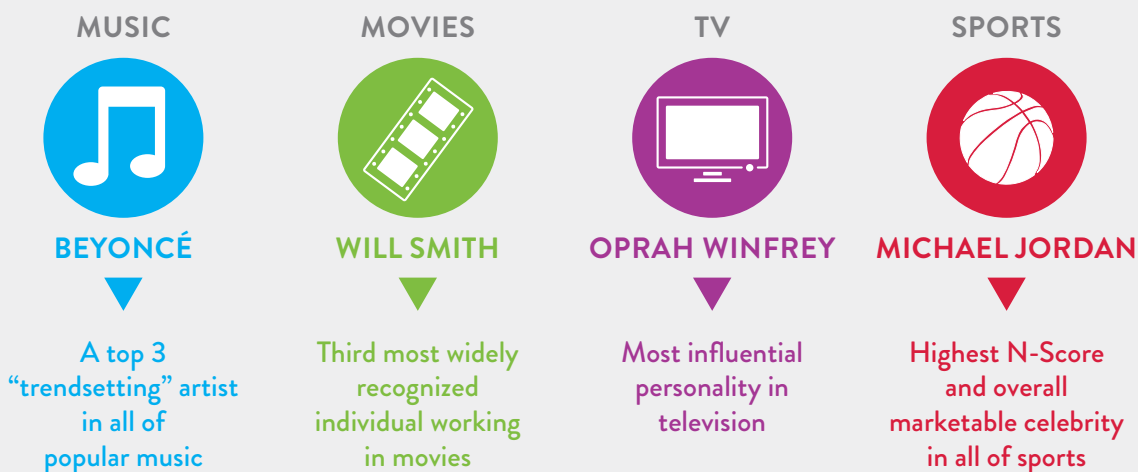 MUSIC
BEYONCÉ
A top 3
“trendsetting” artist
in all of
popular music
MOVIES
WILL SMITH
Third most widely
recognized
individual working
in movies
TV
OPRAH WINFREY
Most influential
personality in
television
SPORTS
MICHAEL JORDAN
Highest N-Score
and overall
marketable celebrity
in all of sports